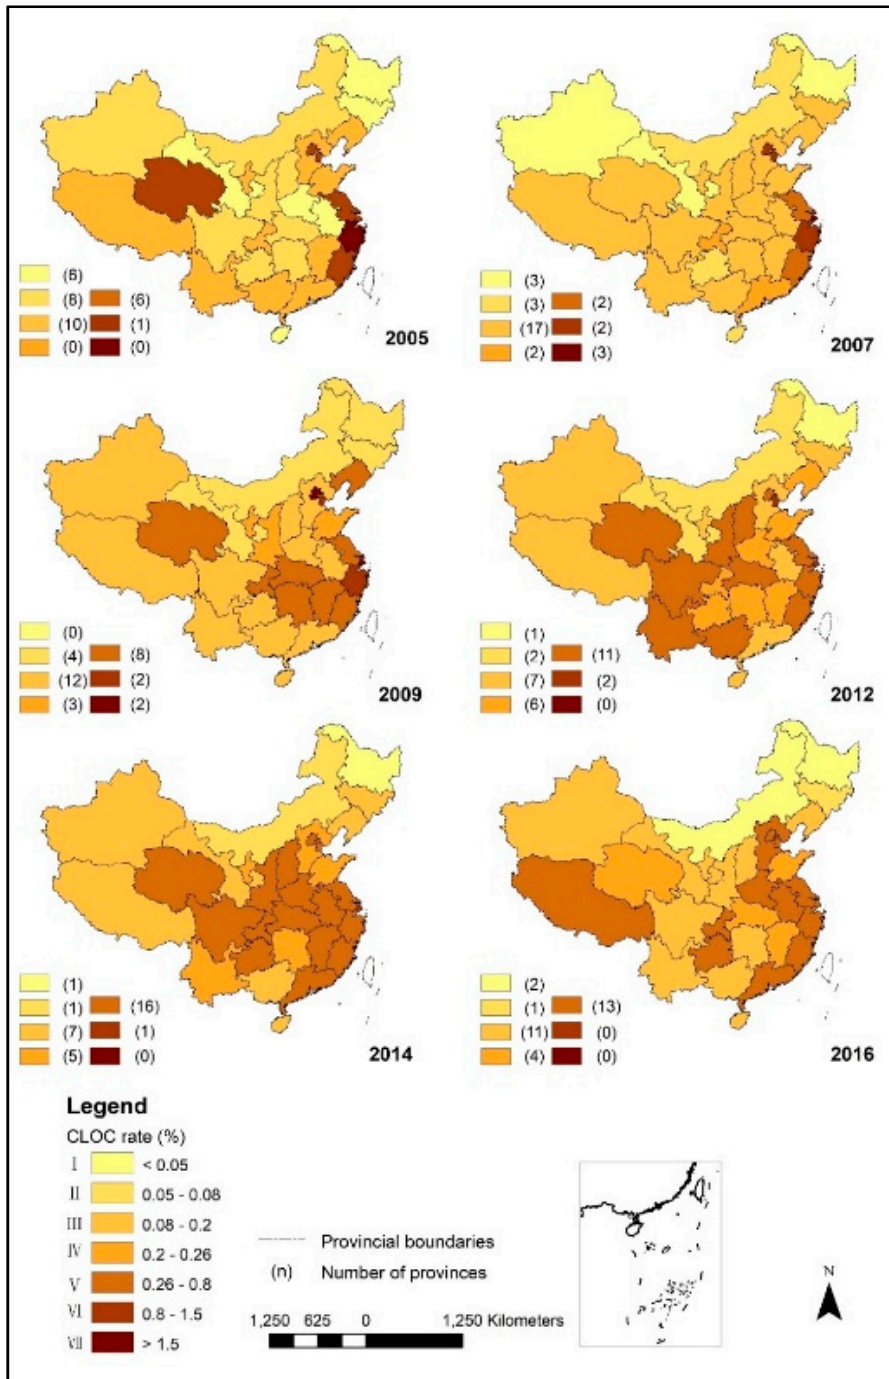 (6)
(8) (6)
(10) (1)
(0) (0)
2005
(3)
(3) (2)
(17) (2)
(2) (3)
2007
(0)
(4) (8)
(12) (2)
(3) (2)
2009
(1)
(2) (11)
(7) (2)
(6) (0)
2012
(1)
(1) (16)
(7) (1)
(5) (0)
2014
(2)
(1) (13)
(11) (0)
(4) (0)
2016
Legend
CLOC rate (%)
I < 0.05
II 0.05 - 0.08
III 0.08 - 0.2
IV 0.2 - 0.26
V 0.26 - 0.8
VI 0.8 - 1.5
VII > 1.5
Provincial boundaries
(n) Number of provinces
1,250 625 0 1,250 Kilometers
N